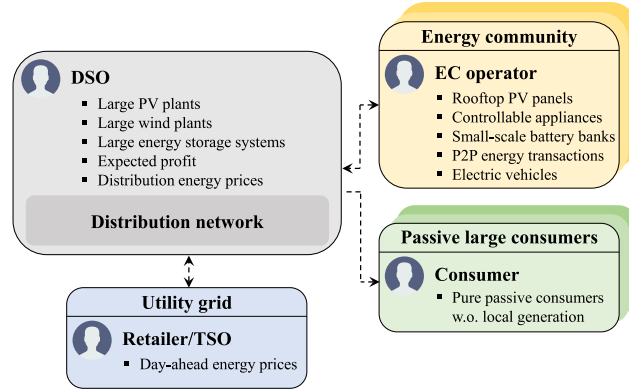 DSO
Large PV plants
Large wind plants
Large energy storage systems
Expected profit
Distribution energy prices
Distribution network
Utility grid
Retailer/TSO
Day-ahead energy prices
Energy community
EC operator
Rooftop PV panels
Controllable appliances
Small-scale battery banks
P2P energy transactions
Electric vehicles
Passive large consumers
Consumer
Pure passive consumers
w.o. local generation